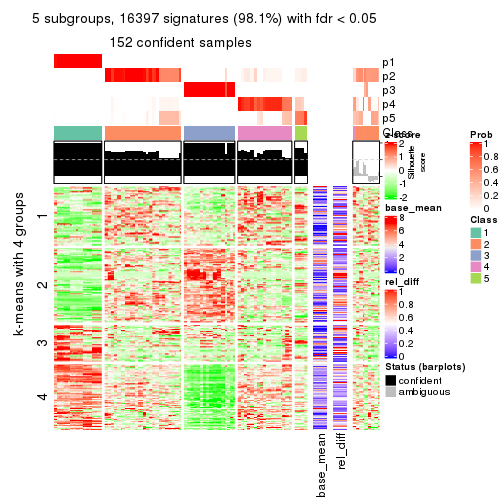 5 subgroups, 16397 signatures (98.1%) with fdr < 0.05
152 confident samples
p1
p2
p3
p4
p5
Class
Silhouette
score
k-means with 4 groups
1
2
3
4
base_mean
rel_diff
z-score
2
1
0
-1
-2
base_mean
8
6
4
2
0
rel_diff
1
0.8
0.6
0.4
0.2
0
Status (barplots)
confident
ambiguous
Prob
1
0.8
0.6
0.4
0.2
0
Class
1
2
3
4
5